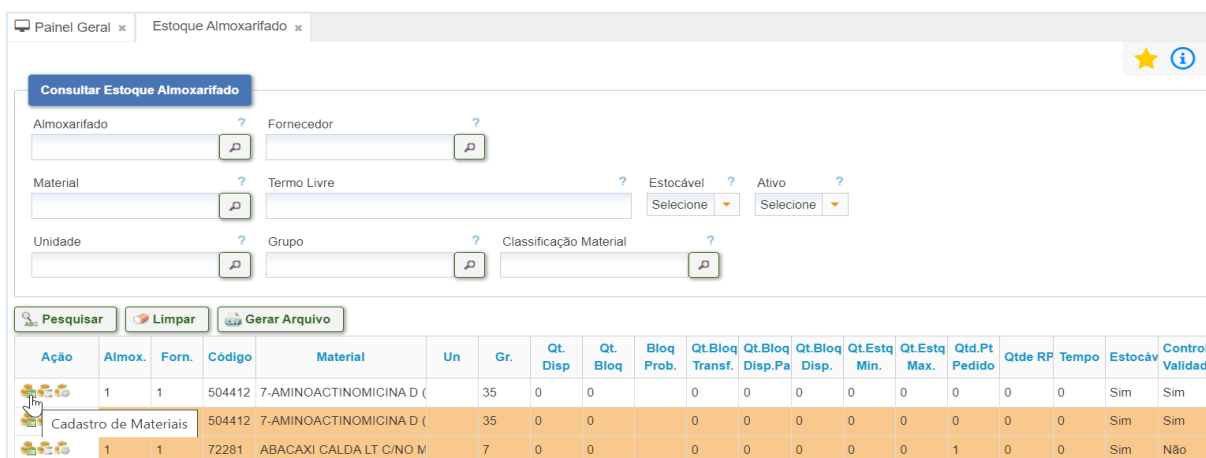 Painel Geral × Estoque Almoxarifado ×
Consultar Estoque Almoxarifado
Almoxarifado ? Fornecedor ?
Material ? Termo Livre ? Estocável ? Ativo ?
Selecione Selecione
Unidade ? Grupo ? Classificação Material ?
Pesquisar Limpar Gerar Arquivo
Ação Almox. Forn. Código Material Un Gr. Qt. Disp Qt. Bloq Bloq Prob. Qt.Bloq Transf. Qt.Bloq Disp.Pa Qt.Bloq Disp. Qt.Estq Min. Qt.Estq Max. Qtd.Pt Pedido Qtde RP Tempo Estocáv Control Validad
1 1 504412 7-AMINOACTINOMICINA D ( 35 0 0 0 0 0 0 0 0 0 0 Sim Sim
Cadastro de Materiais 504412 7-AMINOACTINOMICINA D ( 35 0 0 0 0 0 0 0 0 0 0 Sim Sim
1 1 72281 ABACAXI CALDA LT C/NO M 7 0 0 0 0 0 0 0 1 0 0 Sim Não